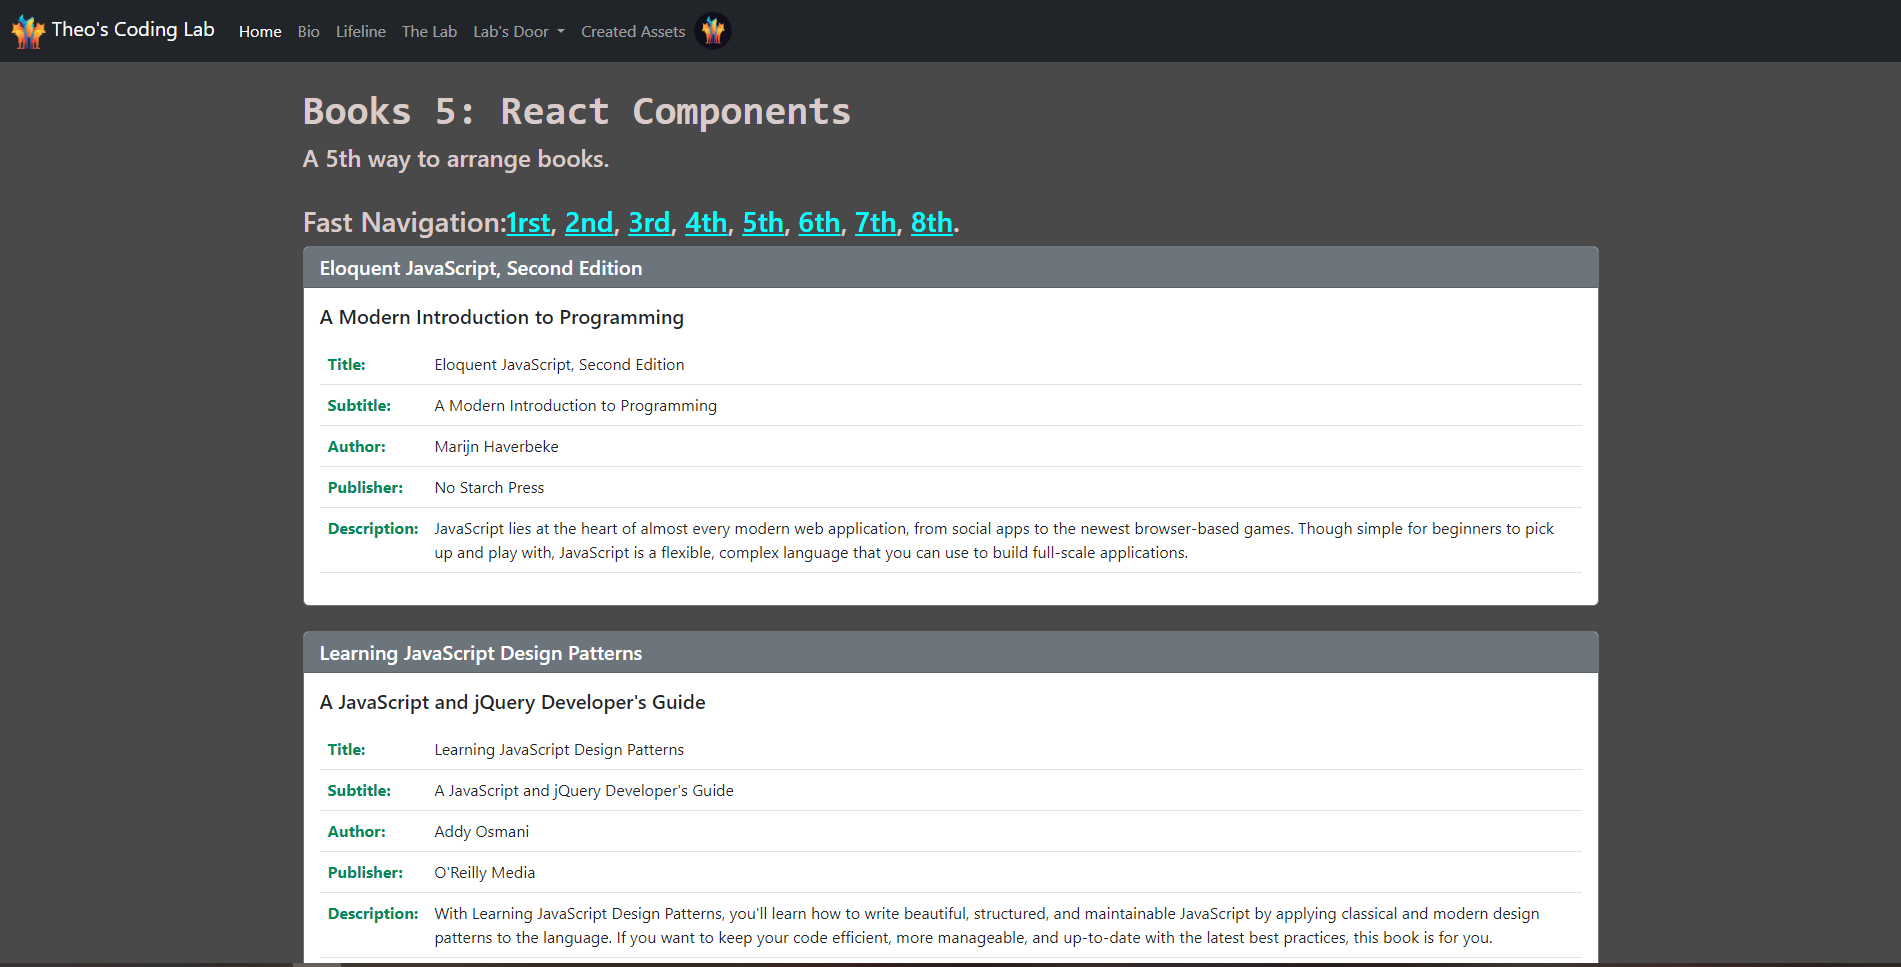 Theo's Coding Lab Home Bio Lifeline The Lab Lab's Door Created Assets
Books 5: React Components
A 5th way to arrange books.
Fast Navigation:1rst, 2nd, 3rd, 4th, 5th, 6th, 7th, 8th.
Eloquent JavaScript, Second Edition
A Modern Introduction to Programming
Title: Eloquent JavaScript, Second Edition
Subtitle: A Modern Introduction to Programming
Author: Marijn Haverbeke
Publisher: No Starch Press
Description: JavaScript lies at the heart of almost every modern web application, from social apps to the newest browser-based games. Though simple for beginners to pick
up and play with, JavaScript is a flexible, complex language that you can use to build full-scale applications.
Learning JavaScript Design Patterns
A JavaScript and jQuery Developer's Guide
Title: Learning JavaScript Design Patterns
Subtitle: A JavaScript and jQuery Developer's Guide
Author: Addy Osmani
Publisher: O'Reilly Media
Description: With Learning JavaScript Design Patterns, you'll learn how to write beautiful, structured, and maintainable JavaScript by applying classical and modern design
patterns to the language. If you want to keep your code efficient, more manageable, and up-to-date with the latest best practices, this book is for you.